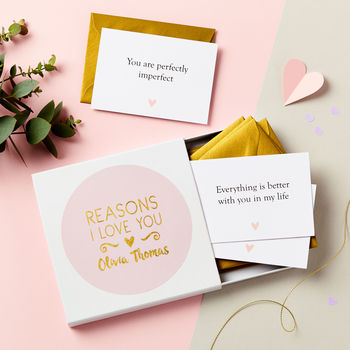 You are perfectly
imperfect
REASONS
I LOVE YOU
Olivia Thomas
Everything is better
with you in my life